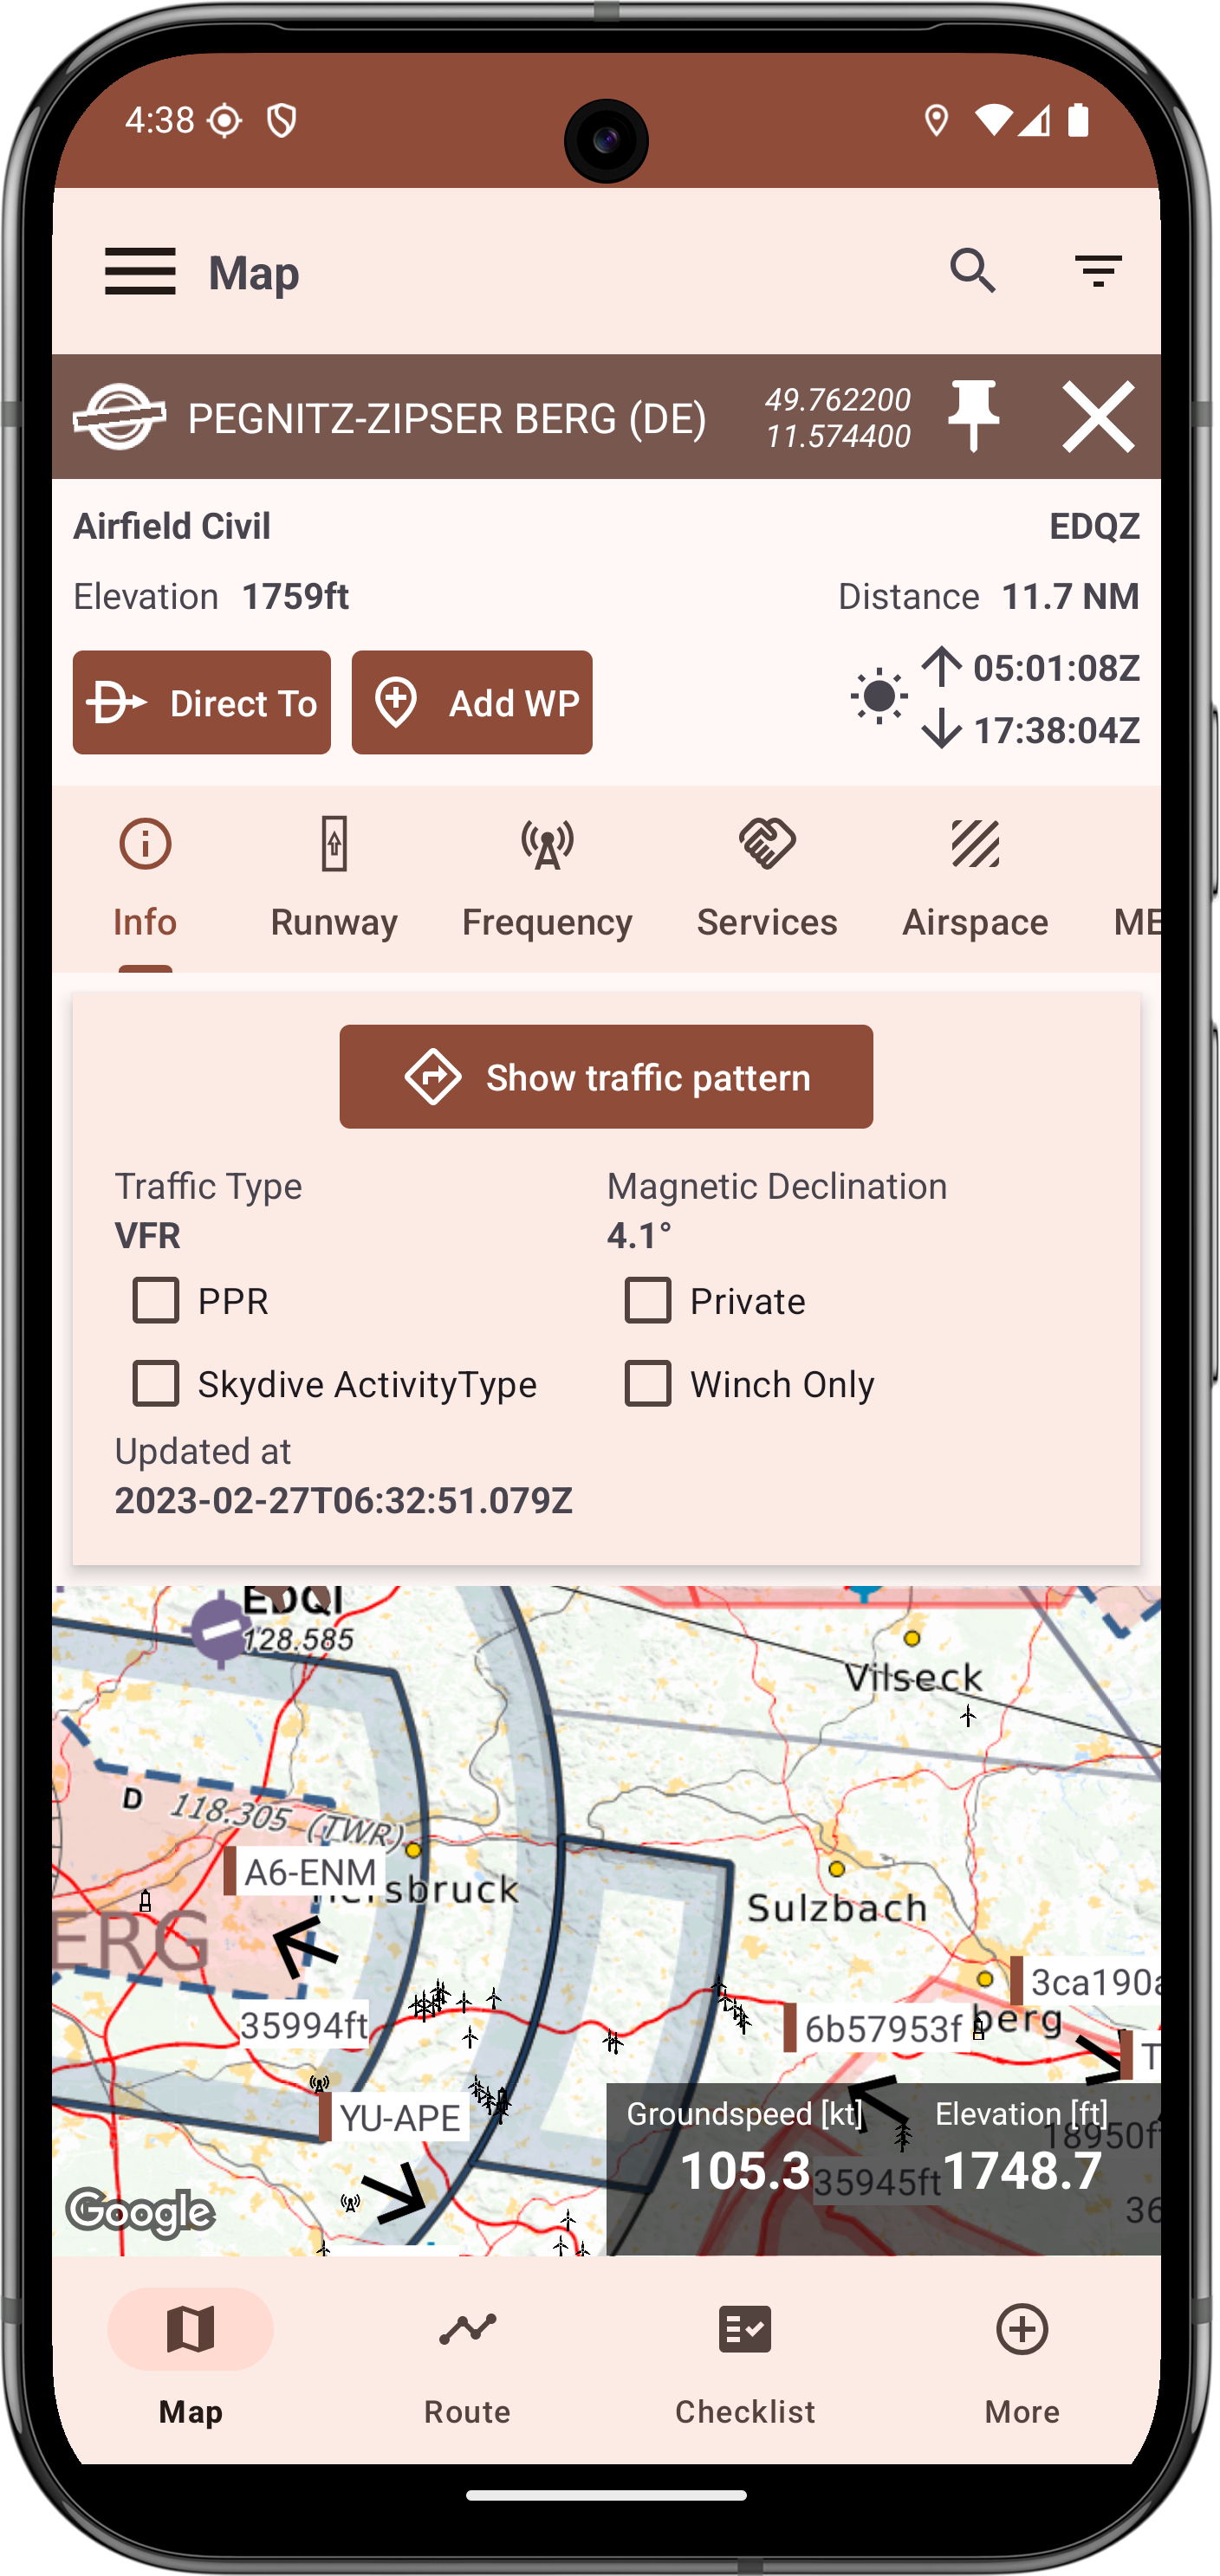 4:38
Map
PEGNITZ-ZIPSER BERG (DE)
49.762200
11.574400
Airfield Civil
EDQZ
Elevation 1759ft
Distance 11.7 NM
Direct To
Add WP
05:01:08Z
17:38:04Z
Info
Runway
Frequency
Services
Airspace
ME
Show traffic pattern
Traffic Type
Magnetic Declination
VFR
4.1°
PPR
Private
Skydive ActivityType
Winch Only
Updated at
2023-02-27T06:32:51.079Z
EDQI
128.585
Vilseck
D 118.305 (TWR)
A6-ENM
sbruck
Sulzbach
ERG
3ca190a
35994ft
6b57953f
berg
T
YU-APE
Groundspeed [kt]
Elevation [ft]
18950f
105.3
35945ft
1748.7
36
Google
Map
Route
Checklist
More